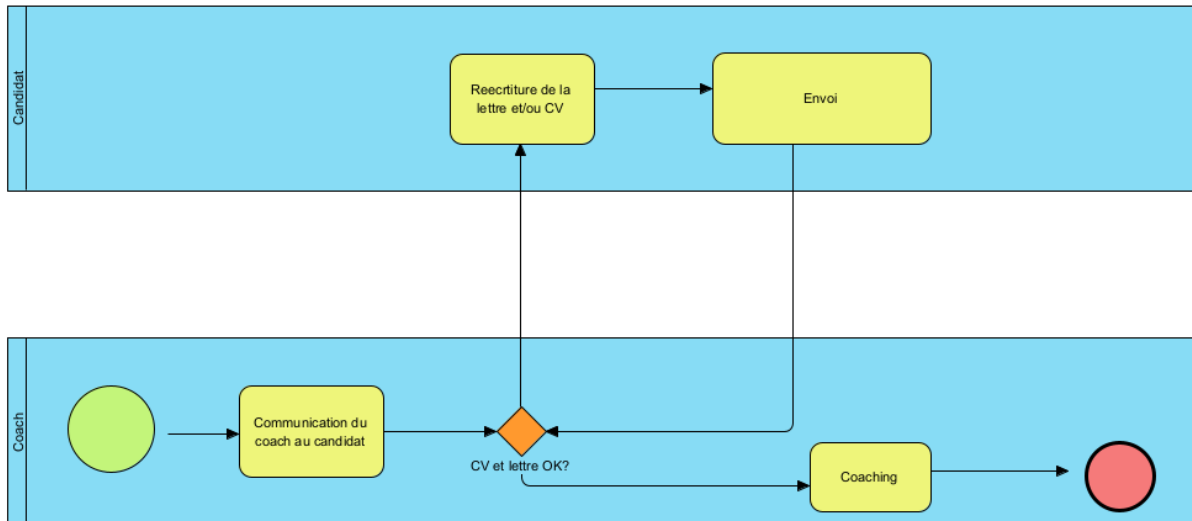 Candidat
Reecrtiture de la
lettre et/ou CV
Envoi
Coach
Communication du
coach au candidat
CV et lettre OK?
Coaching